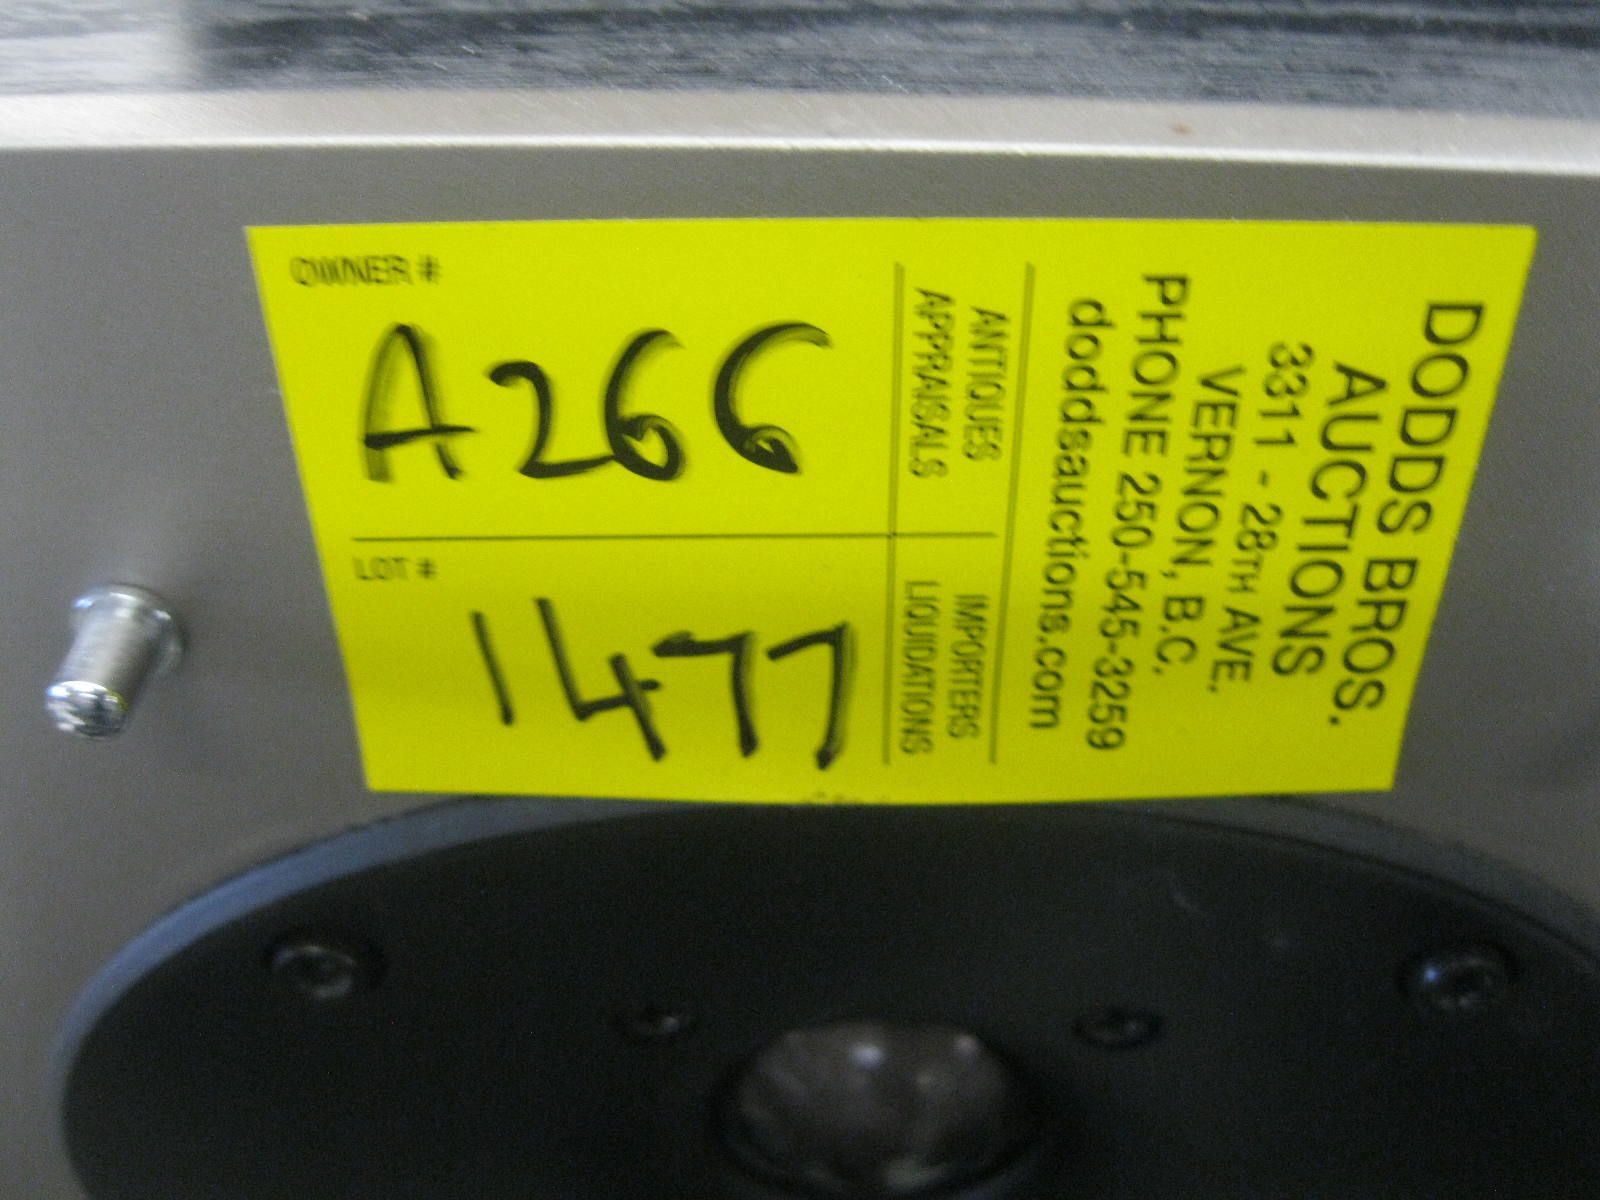 OWNER #
A266
LOT #
1477
ANTIQUES
APPRAISALS
IMPORTERS
LIQUIDATIONS
DODDS BROS.
AUCTIONS
3311 - 28TH AVE.
VERNON, B.C.
PHONE 250-545-3259
doddsauctions.com